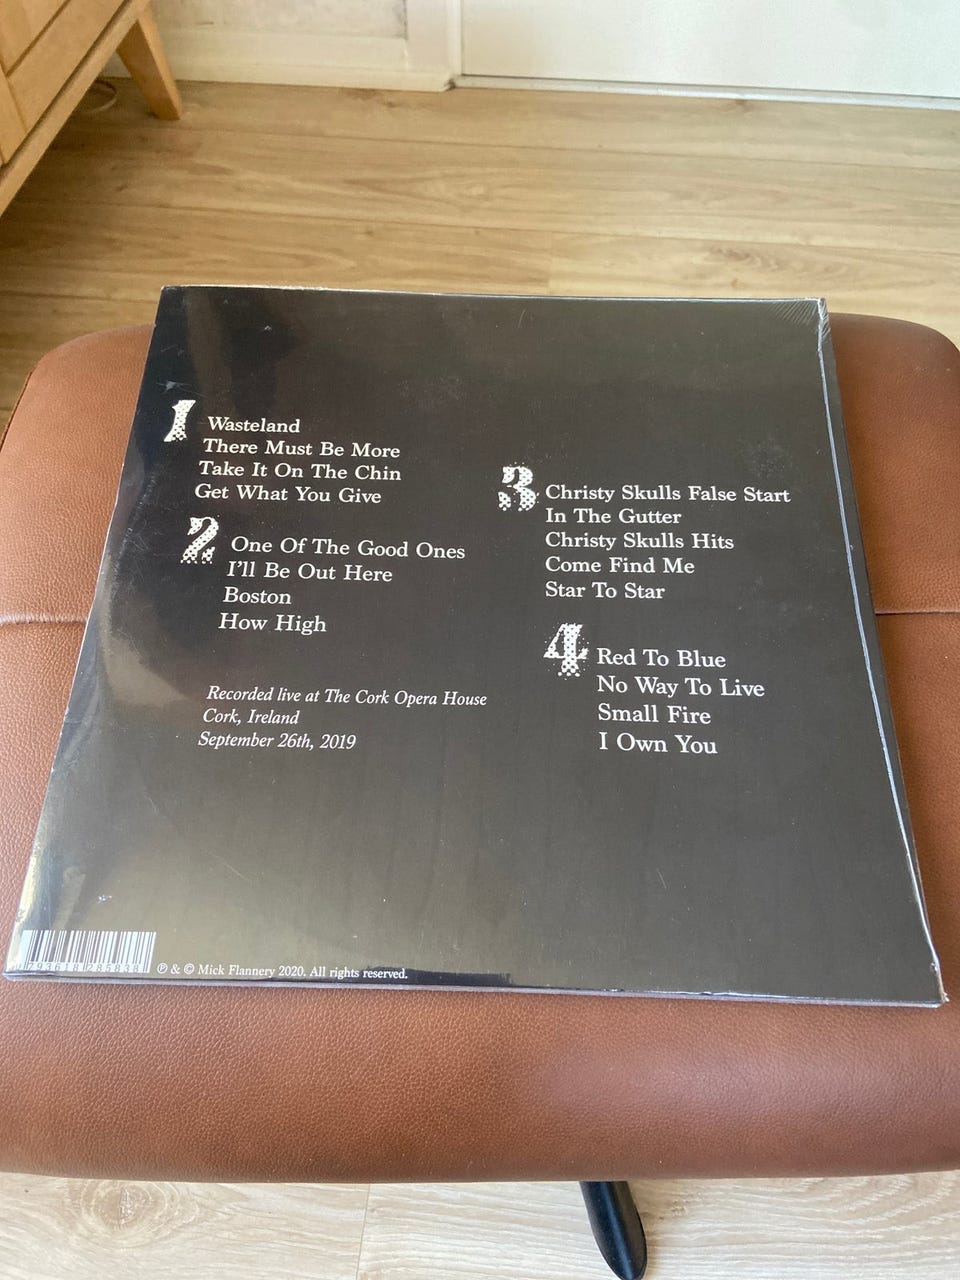 1
Wasteland
There Must Be More
Take It On The Chin
Get What You Give
2
One Of The Good Ones
I'll Be Out Here
Boston
How High
Recorded live at The Cork Opera House
Cork, Ireland
September 26th, 2019
3
Christy Skulls False Start
In The Gutter
Christy Skulls Hits
Come Find Me
Star To Star
4
Red To Blue
No Way To Live
Small Fire
I Own You
℗ & © Mick Flannery 2020. All rights reserved.